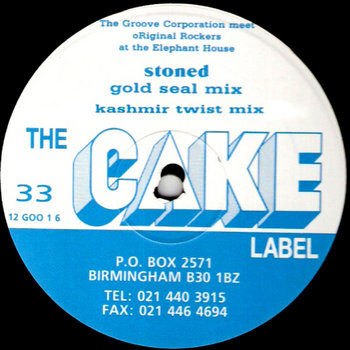 The Groove Corporation meet
oRiginal Rockers
at the Elephant House
stoned
gold seal mix
kashmir twist mix
THE
CAKE
33
12 GOO 1 6
LABEL
P.O. BOX 2571
BIRMINGHAM B30 1BZ
TEL: 021 440 3915
FAX: 021 446 4694